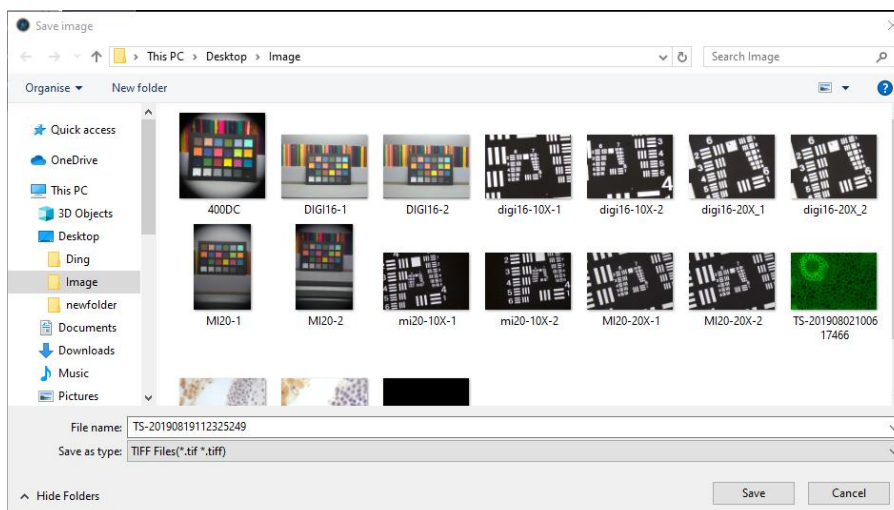 Save image
This PC > Desktop > Image
Search Image
Organise
New folder
Quick access
OneDrive
This PC
3D Objects
Desktop
Ding
Image
newfolder
Documents
Downloads
Music
Pictures
400DC
DIGI16-1
DIGI16-2
digi16-10X-1
digi16-10X-2
digi16-20X_1
digi16-20X_2
MI20-1
MI20-2
mi20-10X-1
mi20-10X-2
MI20-20X-1
MI20-20X-2
TS-201908021006
17466
File name: TS-20190819112325249
Save as type: TIFF Files(*.tif *.tiff)
Hide Folders
Save
Cancel